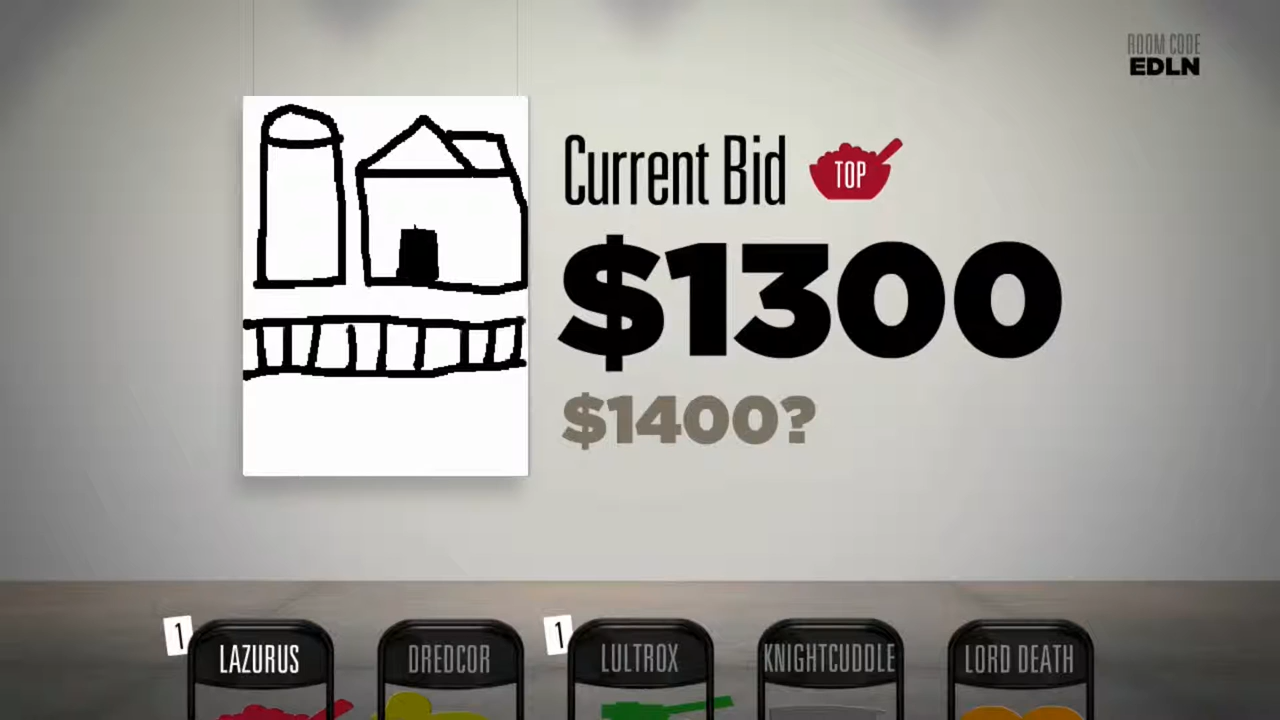 ROOM CODE
EDLN
Current Bid TOP
$1300
$1400?
1 LAZURUS DREDCOR 1 LULTROX KNIGHTCUDDLE LORD DEATH